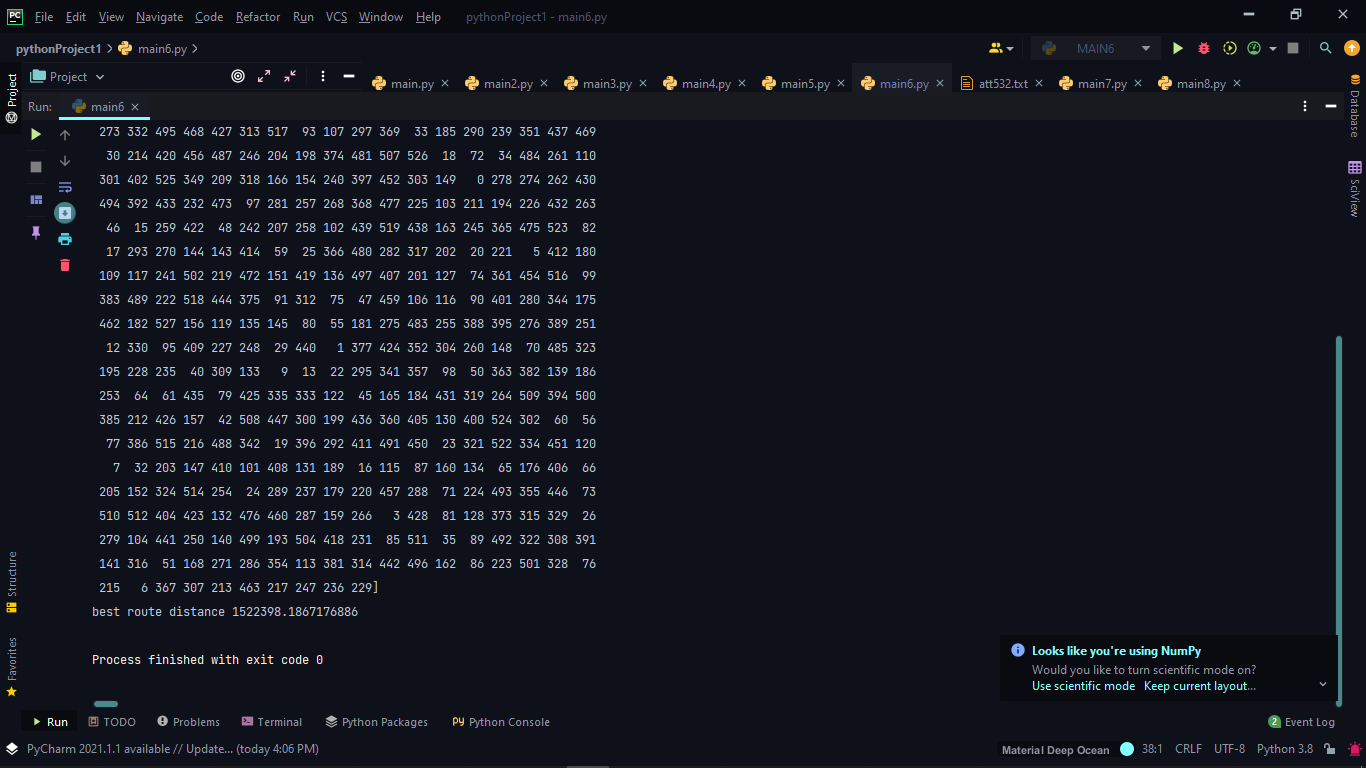 PC File Edit View Navigate Code Refactor Run VCS Window Help pythonProject1 - main6.py
pythonProject1 main6.py MAIN6
Project main.py main2.py main3.py main4.py main5.py main6.py att532.txt main7.py main8.py
Run: main6
273 332 495 468 427 313 517 93 107 297 369 33 185 290 239 351 437 469
30 214 420 456 487 246 204 198 374 481 507 526 18 72 34 484 261 110
301 402 525 349 209 318 166 154 240 397 452 303 149 0 278 274 262 430
494 392 433 232 473 97 281 257 268 368 477 225 103 211 194 226 432 263
46 15 259 422 48 242 207 258 102 439 519 438 163 245 365 475 523 82
17 293 270 144 143 414 59 25 366 480 282 317 202 20 221 5 412 180
109 117 241 502 219 472 151 419 136 497 407 201 127 74 361 454 516 99
383 489 222 518 444 375 91 312 75 47 459 106 116 90 401 280 344 175
462 182 527 156 119 135 145 80 55 181 275 483 255 388 395 276 389 251
12 330 95 409 227 248 29 440 1 377 424 352 304 260 148 70 485 323
195 228 235 40 309 133 9 13 22 295 341 357 98 50 363 382 139 186
253 64 61 435 79 425 335 333 122 45 165 184 431 319 264 509 394 500
385 212 426 157 42 508 447 300 199 436 360 405 130 400 524 302 60 56
77 386 515 216 488 342 19 396 292 411 491 450 23 321 522 334 451 120
7 32 203 147 410 101 408 131 189 16 115 87 160 134 65 176 406 66
205 152 324 514 254 24 289 237 179 220 457 288 71 224 493 355 446 73
510 512 404 423 132 476 460 287 159 266 3 428 81 128 373 315 329 26
279 104 441 250 140 499 193 504 418 231 85 511 35 89 492 322 308 391
141 316 51 168 271 286 354 113 381 314 442 496 162 86 223 501 328 76
215 6 367 307 213 463 217 247 236 229]
best route distance 1522398.1867176886
Process finished with exit code 0
Project
Structure
Favorites
Database
SciView
Looks like you're using NumPy
Would you like to turn scientific mode on?
Use scientific mode Keep current layout...
Run TODO Problems Terminal Python Packages Python Console 2 Event Log
PyCharm 2021.1.1 available // Update... (today 4:06 PM) Material Deep Ocean 38:1 CRLF UTF-8 Python 3.8